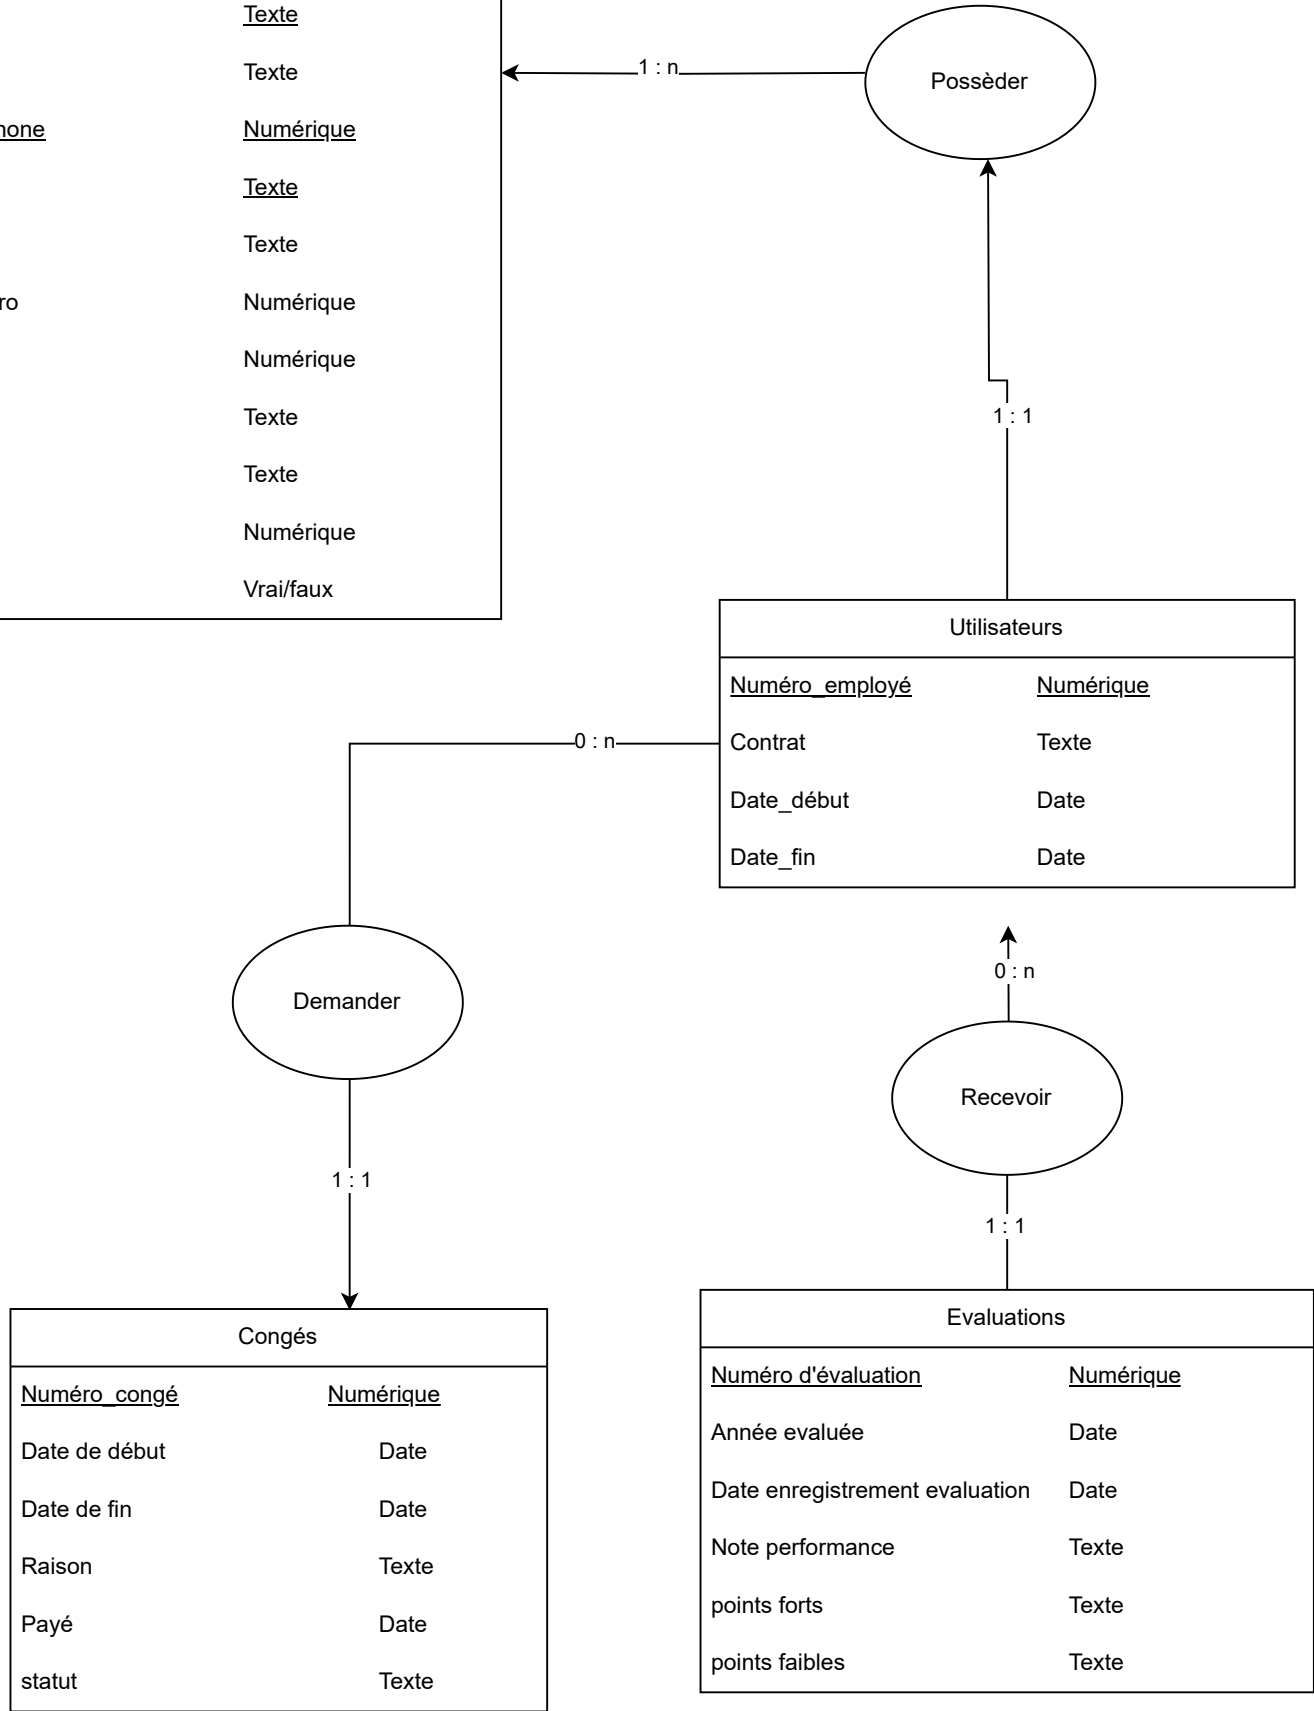 Texte
Texte
1 : n
Possèder
Numérique
Texte
Texte
Numérique
Numérique
Texte
1 : 1
Texte
Numérique
Vrai/faux
Utilisateurs
Numéro_employé Numérique
Contrat Texte
Date_début Date
Date_fin Date
0 : n
Demander
0 : n
Recevoir
1 : 1
1 : 1
Congés
Numéro_congé Numérique
Date de début Date
Date de fin Date
Raison Texte
Payé Date
statut Texte
Evaluations
Numéro d'évaluation Numérique
Année evaluée Date
Date enregistrement evaluation Date
Note performance Texte
points forts Texte
points faibles Texte